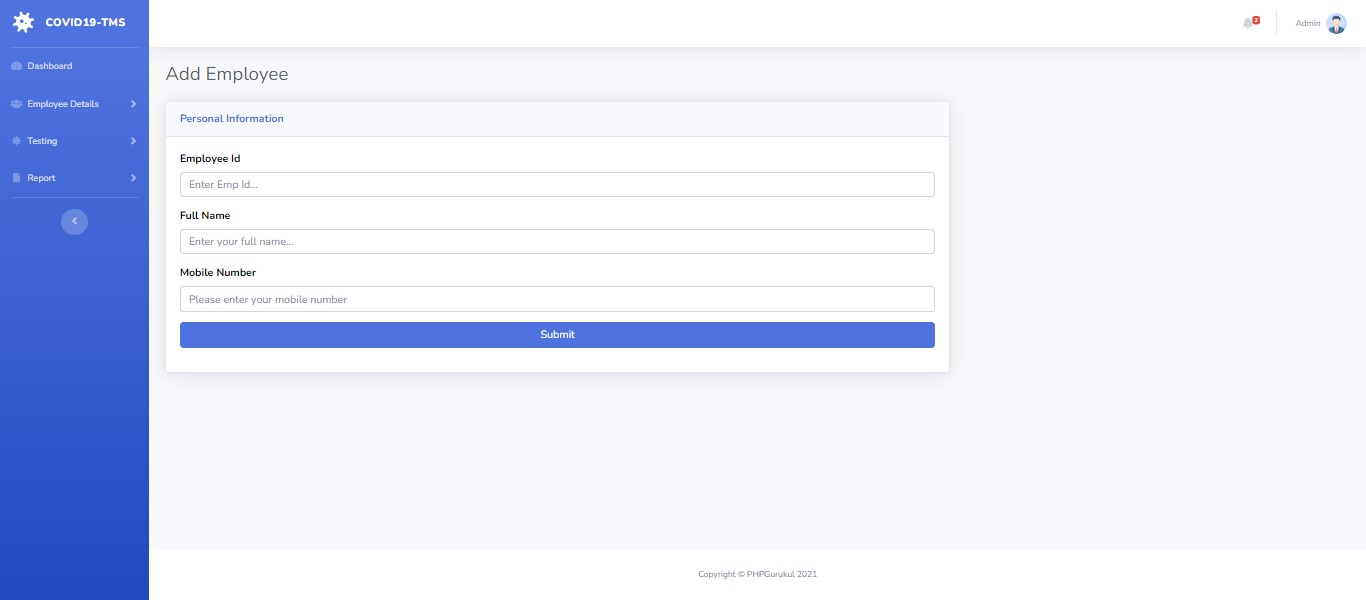 COVID19-TMS
2
Admin
Dashboard
Employee Details
Testing
Report
Add Employee
Personal Information
Employee Id
Enter Emp Id...
Full Name
Enter your full name...
Mobile Number
Please enter your mobile number
Submit
Copyright © PHPGurukul 2021